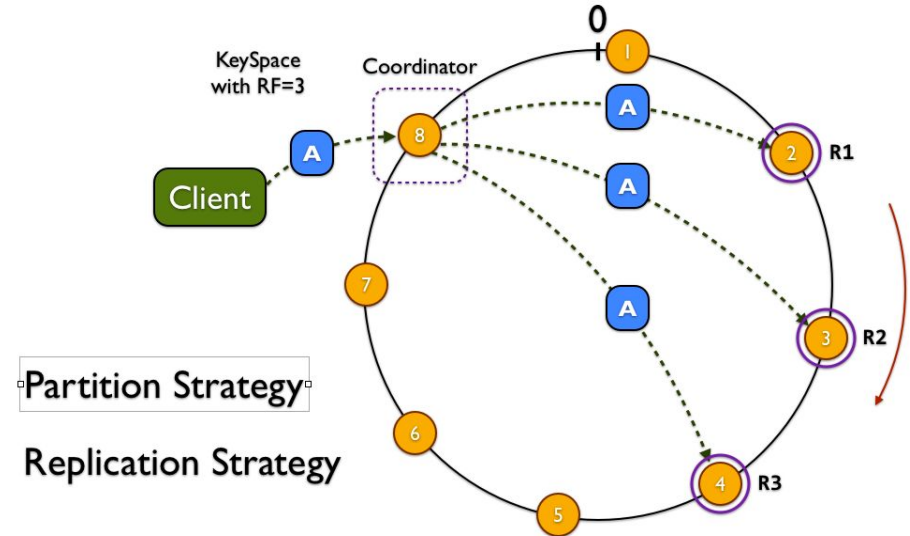 0
1
KeySpace
with RF=3
Coordinator
A
8
2
R1
A
A
Client
7
A
3
R2
Partition Strategy
6
Replication Strategy
4
R3
5